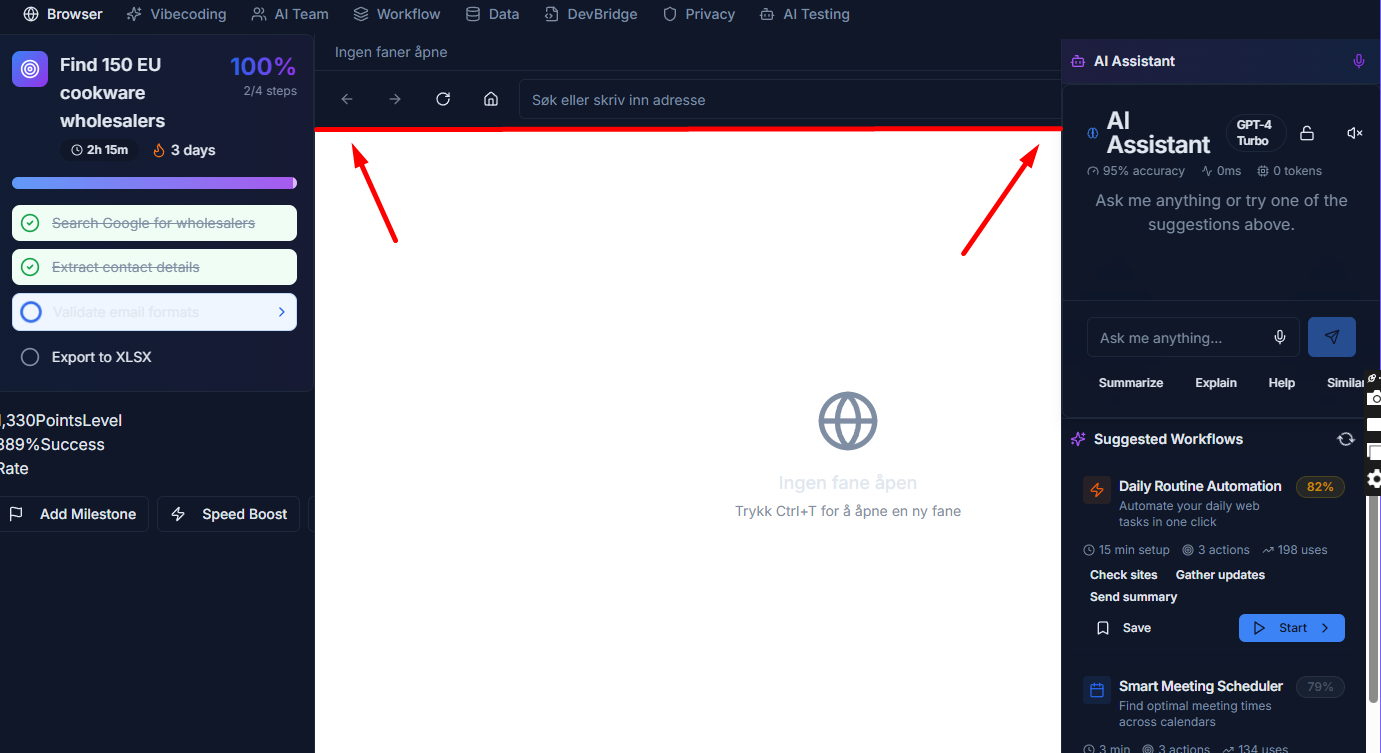 Browser Vibecoding AI Team Workflow Data DevBridge Privacy AI Testing
Find 150 EU
cookware
wholesalers
100%
2/4 steps
2h 15m 3 days
Search Google for wholesalers
Extract contact details
Validate email formats
Export to XLSX
,330PointsLevel
389%Success
Rate
Add Milestone Speed Boost
Ingen faner åpne
Søk eller skriv inn adresse
Ingen fane åpen
Trykk Ctrl+T for å åpne en ny fane
AI Assistant
AI
Assistant
GPT-4
Turbo
95% accuracy 0ms 0 tokens
Ask me anything or try one of the
suggestions above.
Ask me anything...
Summarize Explain Help Similar
Suggested Workflows
Daily Routine Automation 82%
Automate your daily web
tasks in one click
15 min setup 3 actions 198 uses
Check sites Gather updates
Send summary
Save Start
Smart Meeting Scheduler 79%
Find optimal meeting times
across calendars
3 min 3 actions 134 uses